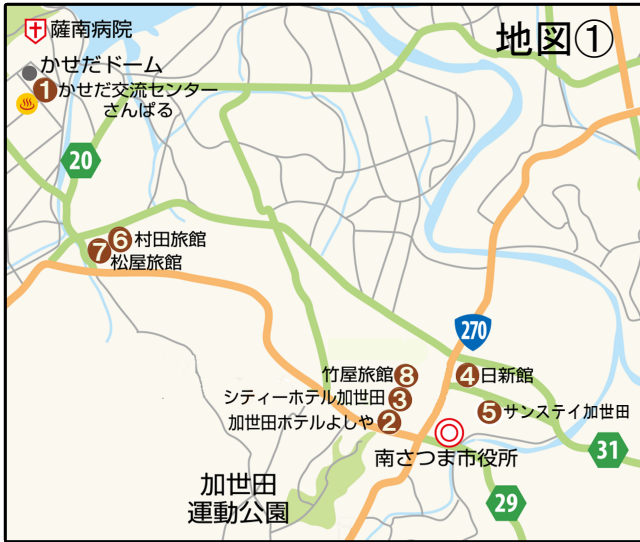 地図①
薩南病院
かせだドーム
1 かせだ交流センター
さんぱる
20
6 村田旅館
7 松屋旅館
270
竹屋旅館 8
4 日新館
シティーホテル加世田 3
5 サンステイ加世田
加世田ホテルよしや 2
南さつま市役所
31
加世田
運動公園
29